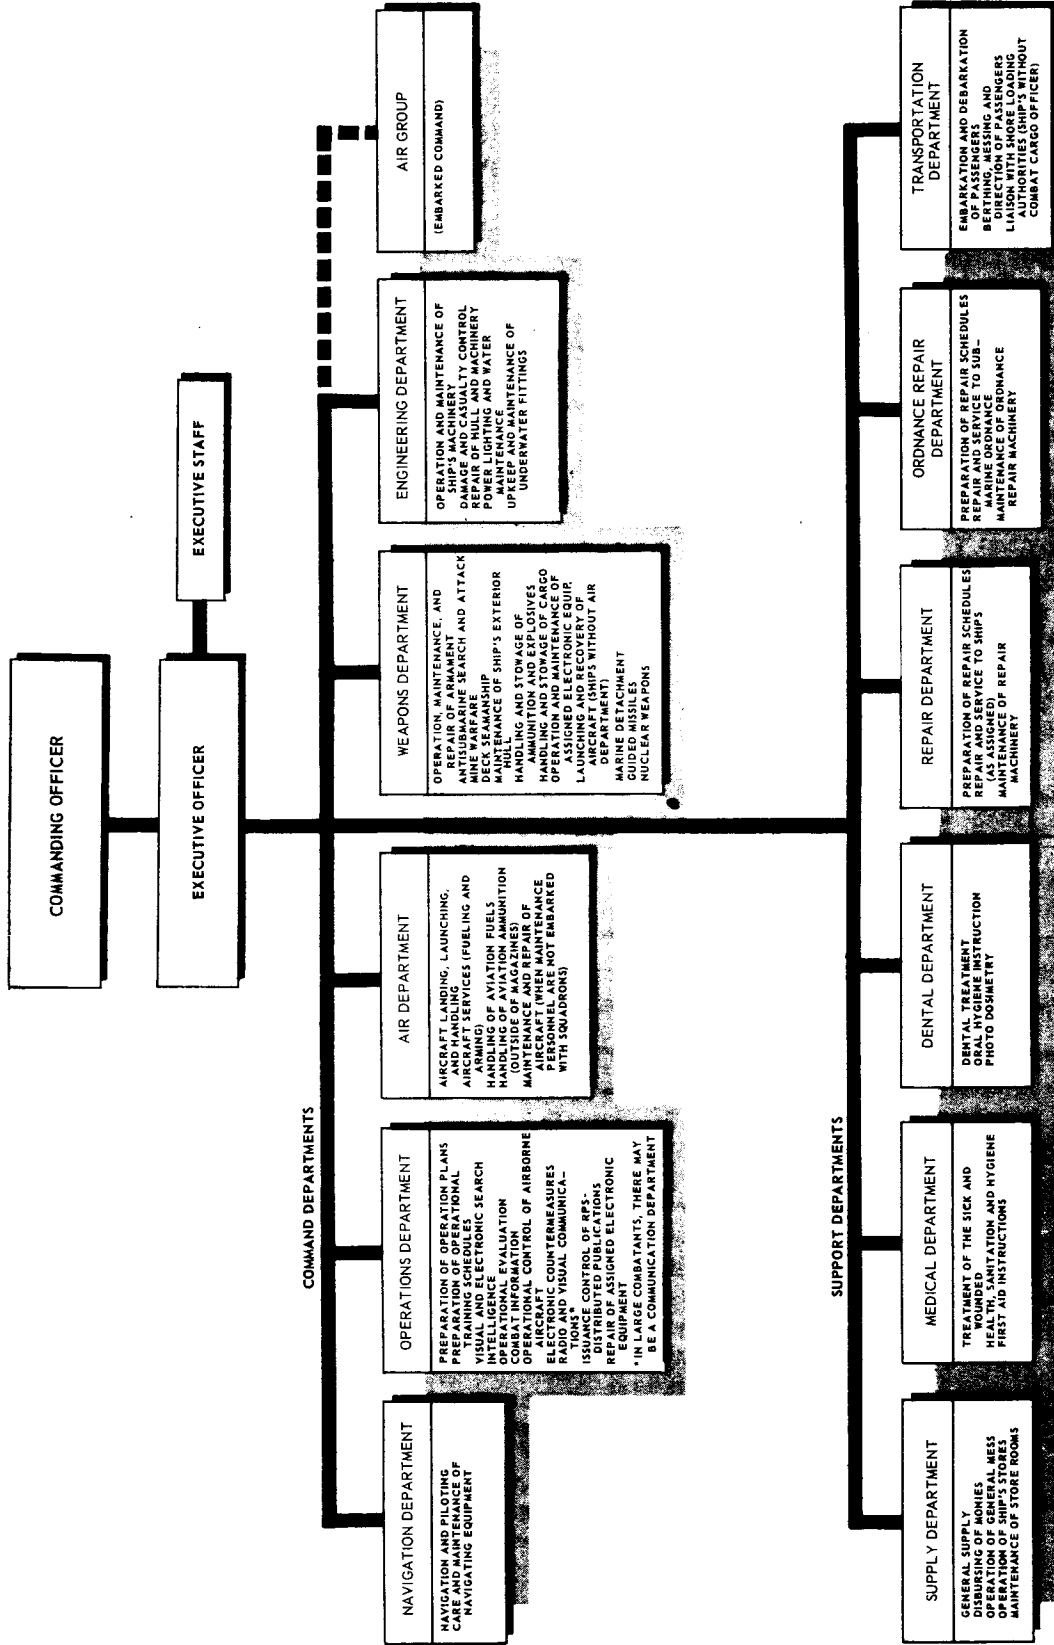 COMMANDING OFFICER
EXECUTIVE OFFICER
EXECUTIVE STAFF
COMMAND DEPARTMENTS
NAVIGATION DEPARTMENT
NAVIGATION AND PILOTING
CARE AND MAINTENANCE OF
NAVIGATING EQUIPMENT
OPERATIONS DEPARTMENT
PREPARATION OF OPERATION PLANS
PREPARATION OF OPERATIONAL
TRAINING SCHEDULES
VISUAL AND ELECTRONIC SEARCH
INTELLIGENCE
OPERATIONAL EVALUATION
COMBAT INFORMATION
OPERATIONAL CONTROL OF AIRBORNE
AIRCRAFT
ELECTRONIC COUNTERMEASURES
RADIO AND VISUAL COMMUNICA-
TIONS*
ISSUANCE CONTROL OF RPS-
DISTRIBUTED PUBLICATIONS
REPAIR OF ASSIGNED ELECTRONIC
EQUIPMENT
*IN LARGE COMBATANTS, THERE MAY
BE A COMMUNICATION DEPARTMENT
AIR DEPARTMENT
AIRCRAFT LANDING, LAUNCHING,
AND HANDLING
AIRCRAFT SERVICES (FUELING AND
ARMING)
HANDLING OF AVIATION FUELS
HANDLING OF AVIATION AMMUNITION
(OUTSIDE OF MAGAZINES)
MAINTENANCE AND REPAIR OF
AIRCRAFT (WHEN MAINTENANCE
PERSONNEL ARE NOT EMBARKED
WITH SQUADRONS)
WEAPONS DEPARTMENT
OPERATION, MAINTENANCE, AND
REPAIR OF ARMAMENT
ANTISUBMARINE SEARCH AND ATTACK
MINE WARFARE
DECK SEAMANSHIP
MAINTENANCE OF SHIP'S EXTERIOR
HULL
HANDLING AND STOWAGE OF
AMMUNITION AND EXPLOSIVES
HANDLING AND STOWAGE OF CARGO
OPERATION AND MAINTENANCE OF
ASSIGNED ELECTRONIC EQUIP.
LAUNCHING AND RECOVERY OF
AIRCRAFT (SHIPS WITHOUT AIR
DEPARTMENT)
MARINE DETACHMENT
GUIDED MISSILES
NUCLEAR WEAPONS
ENGINEERING DEPARTMENT
OPERATION AND MAINTENANCE OF
SHIP'S MACHINERY
DAMAGE AND CASUALTY CONTROL
REPAIR OF HULL AND MACHINERY
POWER LIGHTING AND WATER
MAINTENANCE
UPKEEP AND MAINTENANCE OF
UNDERWATER FITTINGS
AIR GROUP
(EMBARKED COMMAND)
SUPPORT DEPARTMENTS
SUPPLY DEPARTMENT
GENERAL SUPPLY
DISBURSING OF MONIES
OPERATION OF GENERAL MESS
OPERATION OF SHIP'S STORES
MAINTENANCE OF STORE ROOMS
MEDICAL DEPARTMENT
TREATMENT OF THE SICK AND
WOUNDED
HEALTH, SANITATION AND HYGIENE
FIRST AID INSTRUCTIONS
DENTAL DEPARTMENT
DENTAL TREATMENT
ORAL HYGIENE INSTRUCTION
PHOTO DOSIMETRY
REPAIR DEPARTMENT
PREPARATION OF REPAIR SCHEDULES
REPAIR AND SERVICE TO SHIPS
(AS ASSIGNED)
MAINTENANCE OF REPAIR
MACHINERY
ORDNANCE REPAIR
DEPARTMENT
PREPARATION OF REPAIR SCHEDULES
REPAIR AND SERVICE TO SUB-
MARINE ORDNANCE
MAINTENANCE OF ORDNANCE
REPAIR MACHINERY
TRANSPORTATION
DEPARTMENT
EMBARKATION AND DEBARKATION
OF PASSENGERS
BERTHING, MESSING AND
DIRECTION OF PASSENGERS
LIAISON WITH SHORE LOADING
AUTHORITIES (SHIP'S WITHOUT
COMBAT CARGO OFFICER)